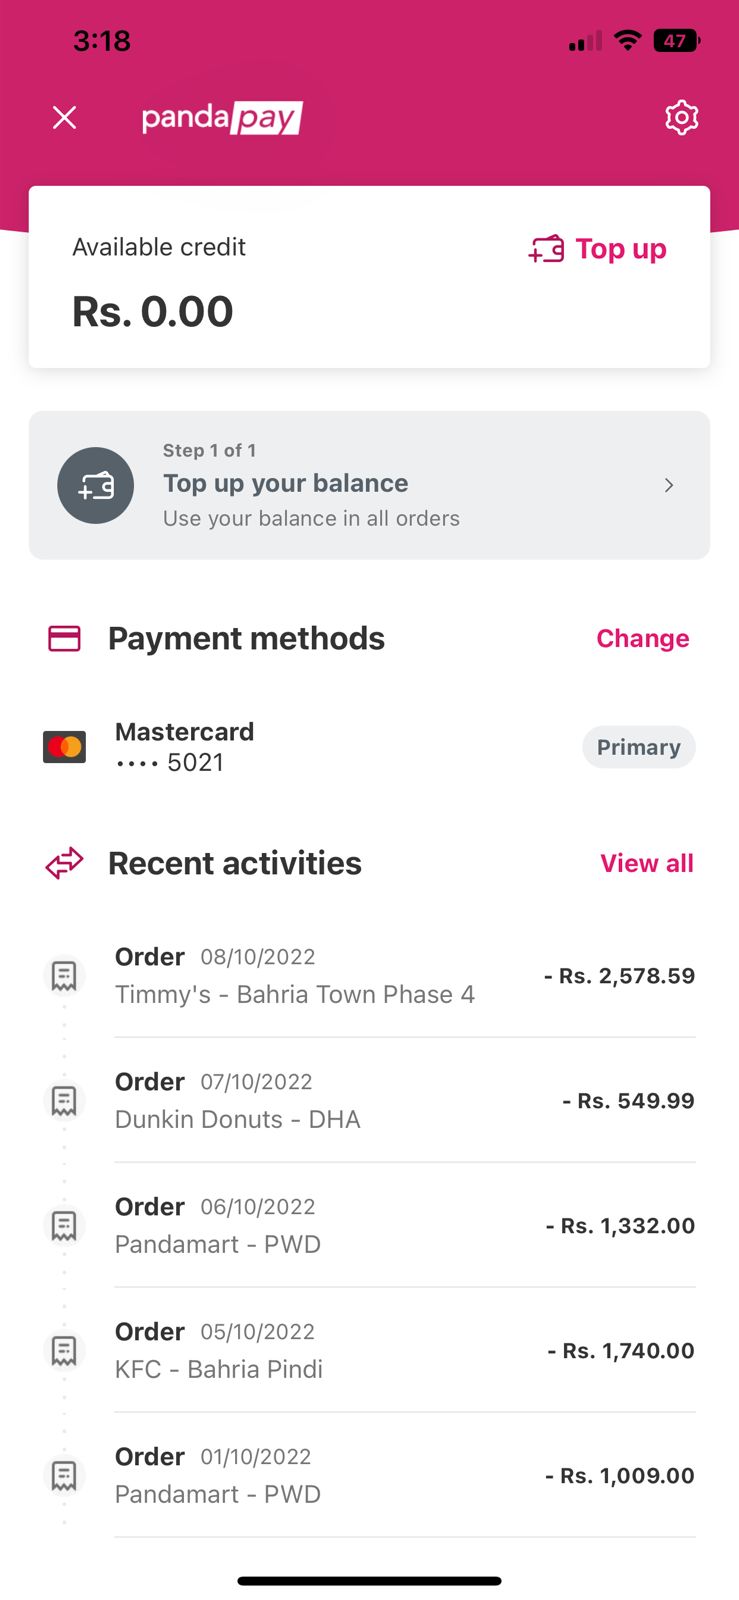 3:18
47
pandapay
Available credit
Top up
Rs. 0.00
Step 1 of 1
Top up your balance
Use your balance in all orders
Payment methods
Change
Mastercard
•••• 5021
Primary
Recent activities
View all
Order 08/10/2022
Timmy's - Bahria Town Phase 4
- Rs. 2,578.59
Order 07/10/2022
Dunkin Donuts - DHA
- Rs. 549.99
Order 06/10/2022
Pandamart - PWD
- Rs. 1,332.00
Order 05/10/2022
KFC - Bahria Pindi
- Rs. 1,740.00
Order 01/10/2022
Pandamart - PWD
- Rs. 1,009.00